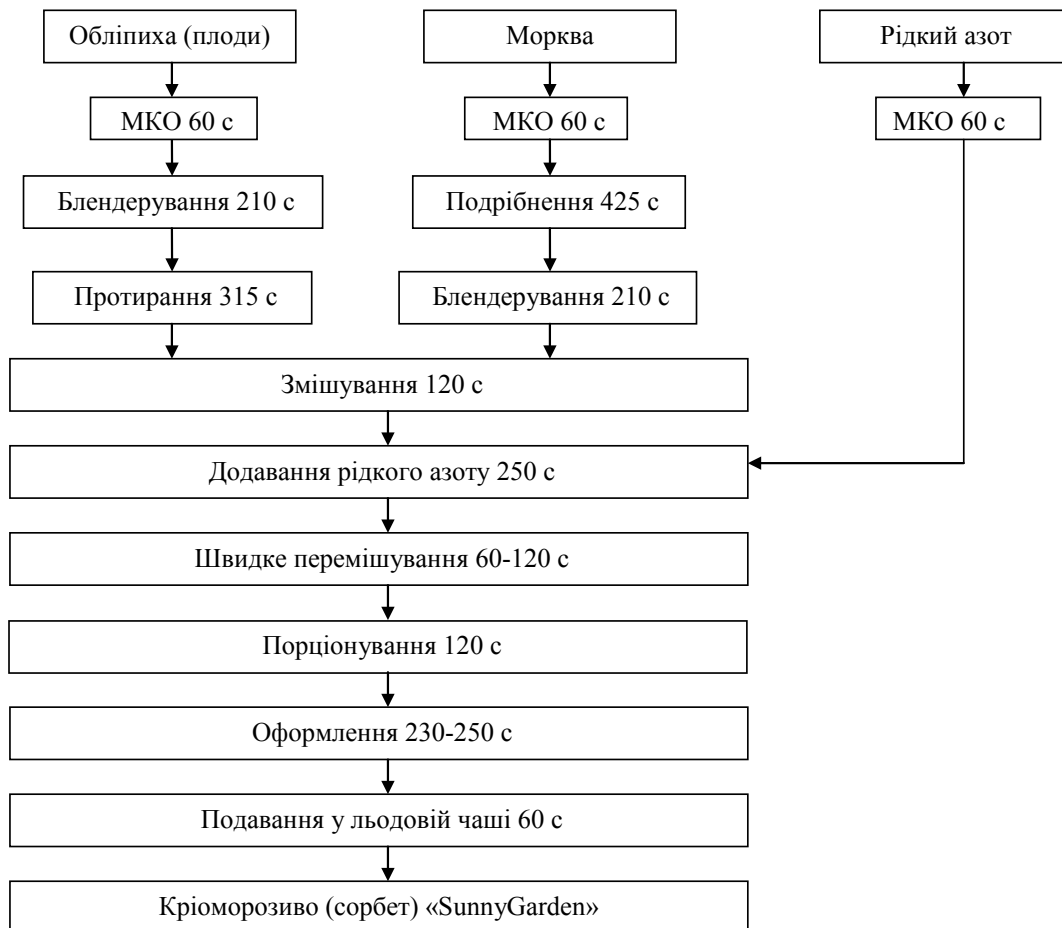 Обліпиха (плоди)
Морква
Рідкий азот
МКО 60 с
МКО 60 с
МКО 60 с
Блендерування 210 с
Подрібнення 425 с
Протирання 315 с
Блендерування 210 с
Змішування 120 с
Додавання рідкого азоту 250 с
Швидке перемішування 60-120 с
Порціонування 120 с
Оформлення 230-250 с
Подавання у льодовій чаші 60 с
Кріоморозиво (сорбет) «SunnyGarden»